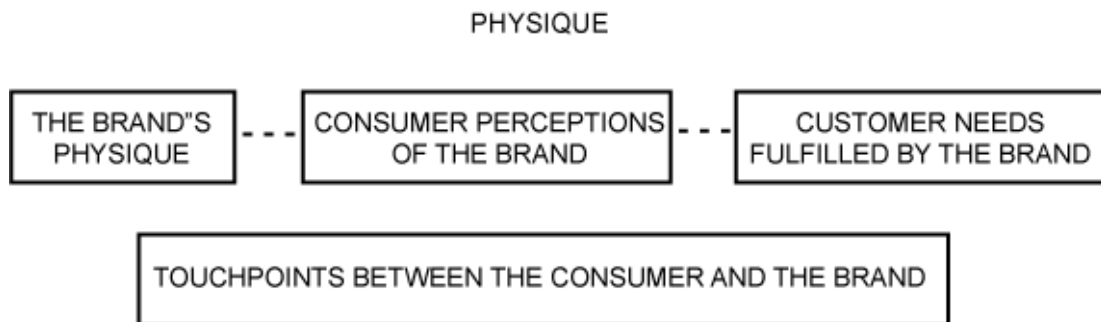 PHYSIQUE
THE BRAND"S
PHYSIQUE
CONSUMER PERCEPTIONS
OF THE BRAND
CUSTOMER NEEDS
FULFILLED BY THE BRAND
TOUCHPOINTS BETWEEN THE CONSUMER AND THE BRAND